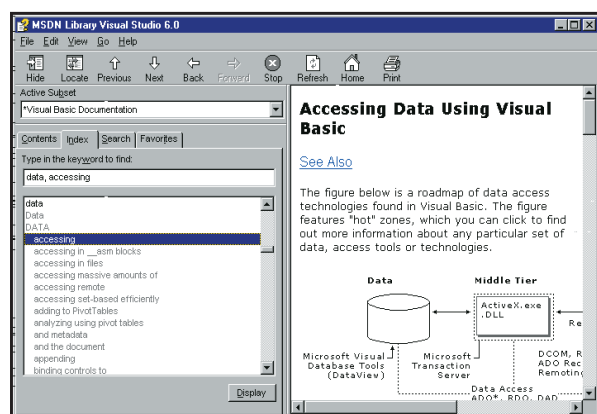 MSDN Library Visual Studio 6.0
File Edit View Go Help
Hide Locate Previous Next Back Forward Stop Refresh Home Print
Active Subset
*Visual Basic Documentation
Contents Index Search Favorites
Type in the keyword to find:
data, accessing
data
Data
DATA
accessing
accessing in __asm blocks
accessing in files
accessing massive amounts of
accessing remote
accessing set-based efficiently
adding to PivotTables
analyzing using pivot tables
and metadata
and the document
appending
binding controls to
Display
Accessing Data Using Visual
Basic
See Also
The figure below is a roadmap of data access
technologies found in Visual Basic. The figure
features "hot" zones, which you can click to find
out more information about any particular set of
data, access tools or technologies.
Data Middle Tier
ActiveX.exe
.DLL
Re
Microsoft Visual
Database Tools
(DataView)
Microsoft
Transaction
Server
DCOM, R
ADO Rec
Remoting
Data Access
ADO*, RDO, DAO